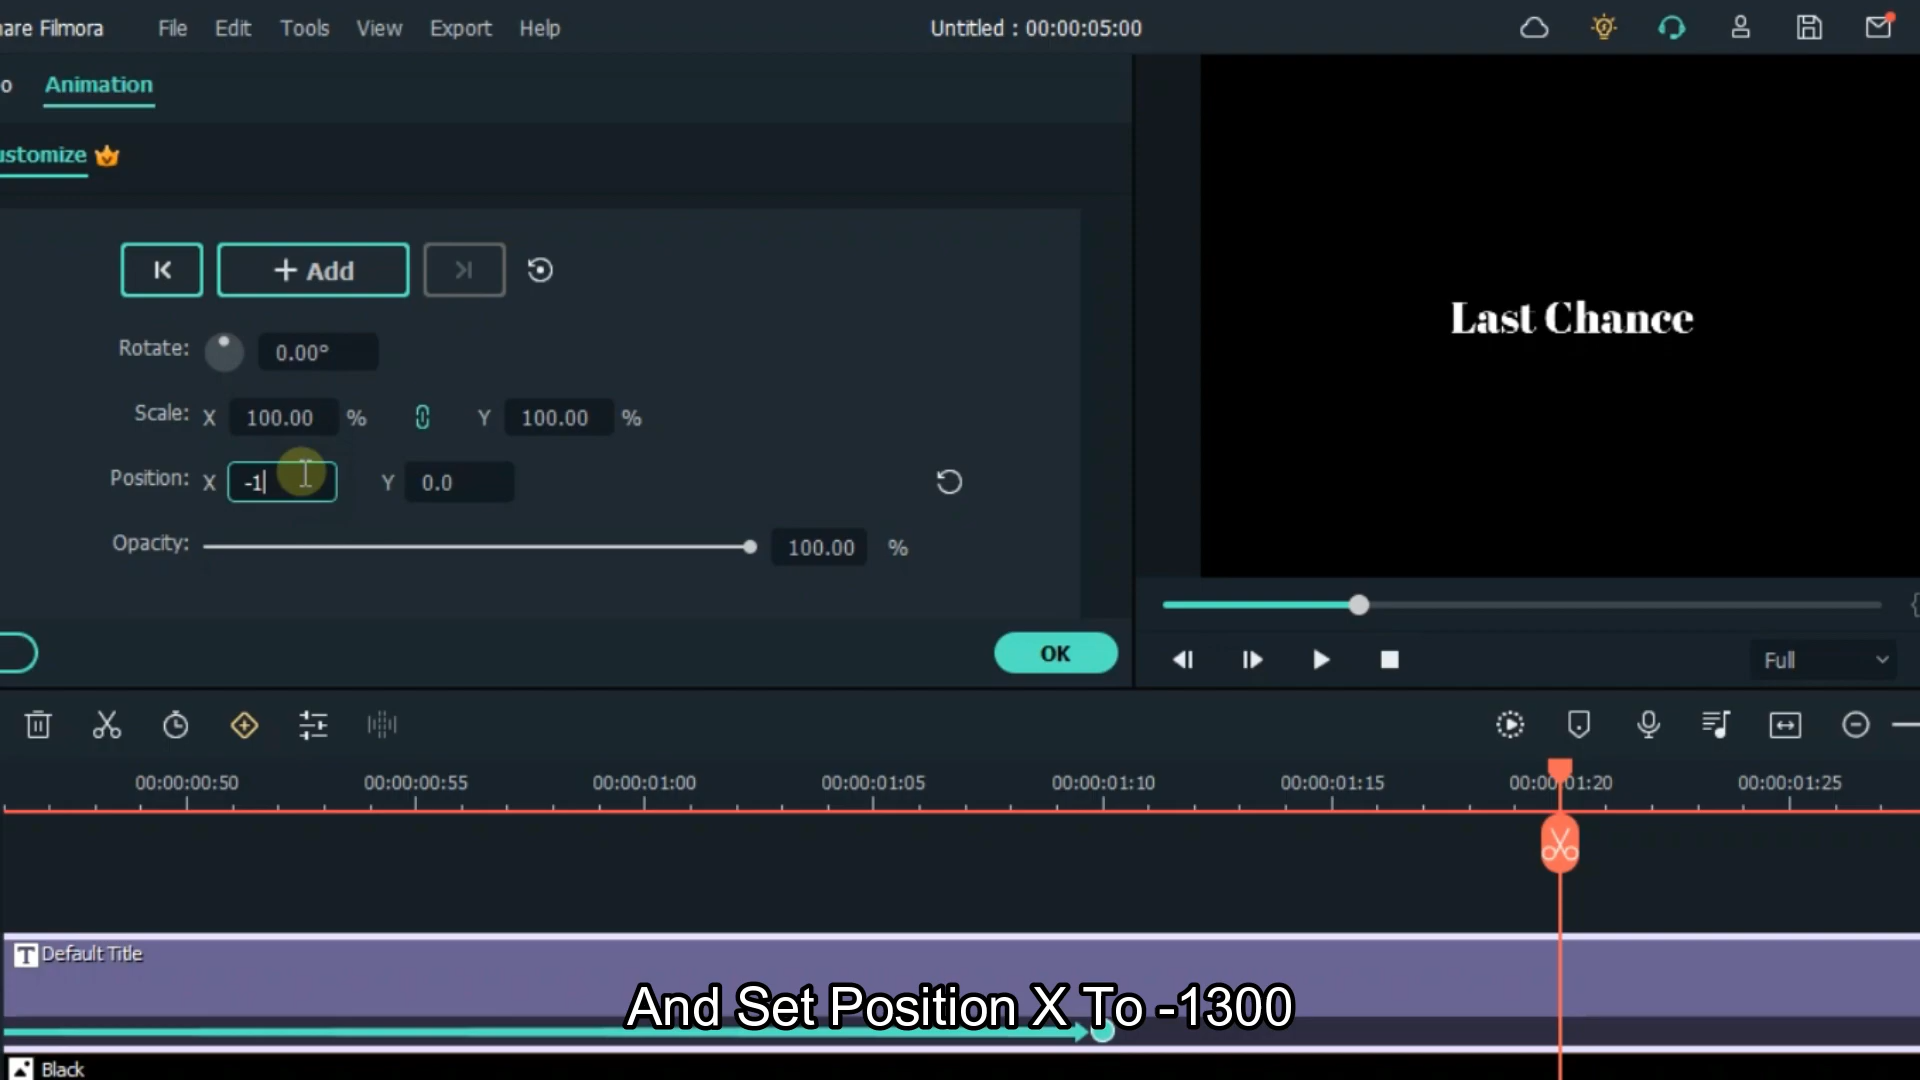 are Filmora File Edit Tools View Export Help Untitled : 00:00:05:00
o Animation
ustomize
+ Add
Rotate: 0.00°
Scale: X 100.00 % Y 100.00 %
Position: X -1 Y 0.0
Opacity: 100.00 %
OK
Last Chance
Full
00:00:00:50 00:00:00:55 00:00:01:00 00:00:01:05 00:00:01:10 00:00:01:15 00:00:01:20 00:00:01:25
T Default Title
And Set Position X To -1300
Black